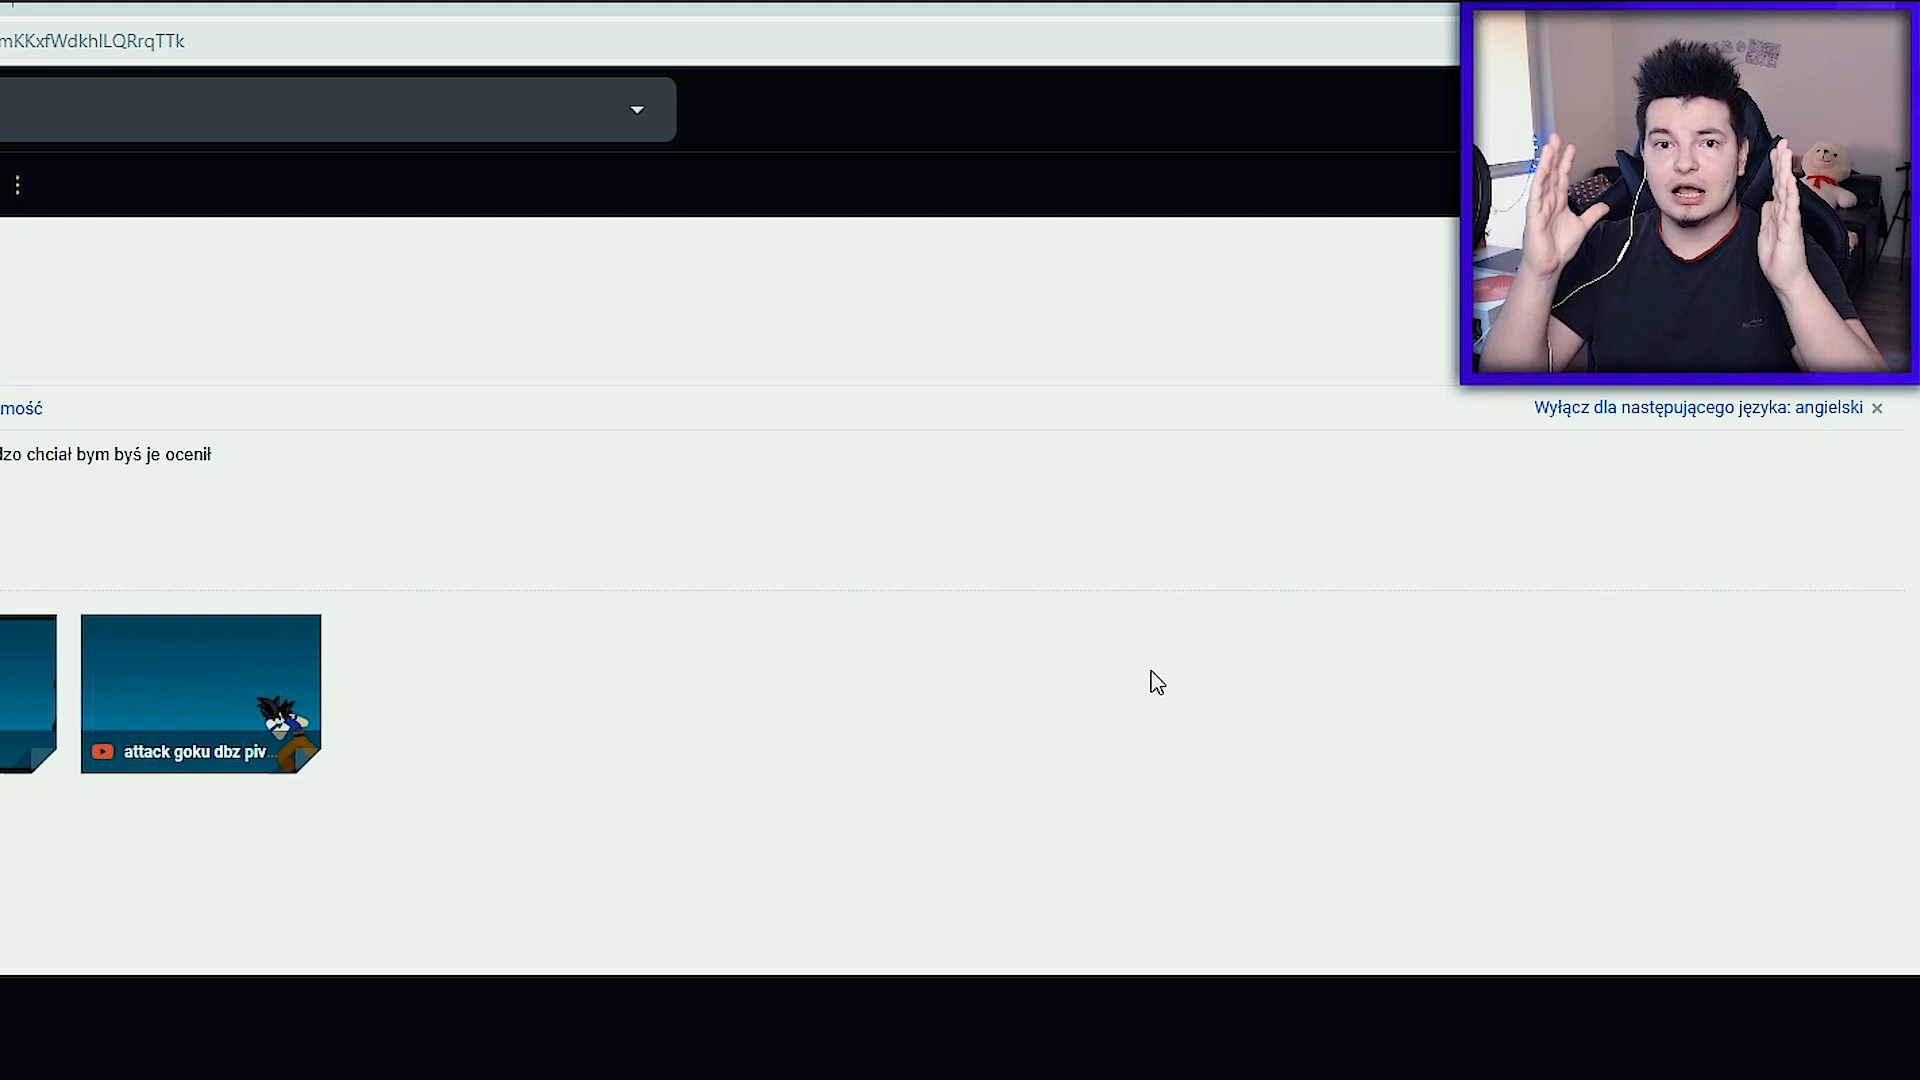 mKKxfWdkhlLQRrqTTk
mość
Wyłącz dla następującego języka: angielski ×
dzo chciał bym byś je ocenił
attack goku dbz piv...